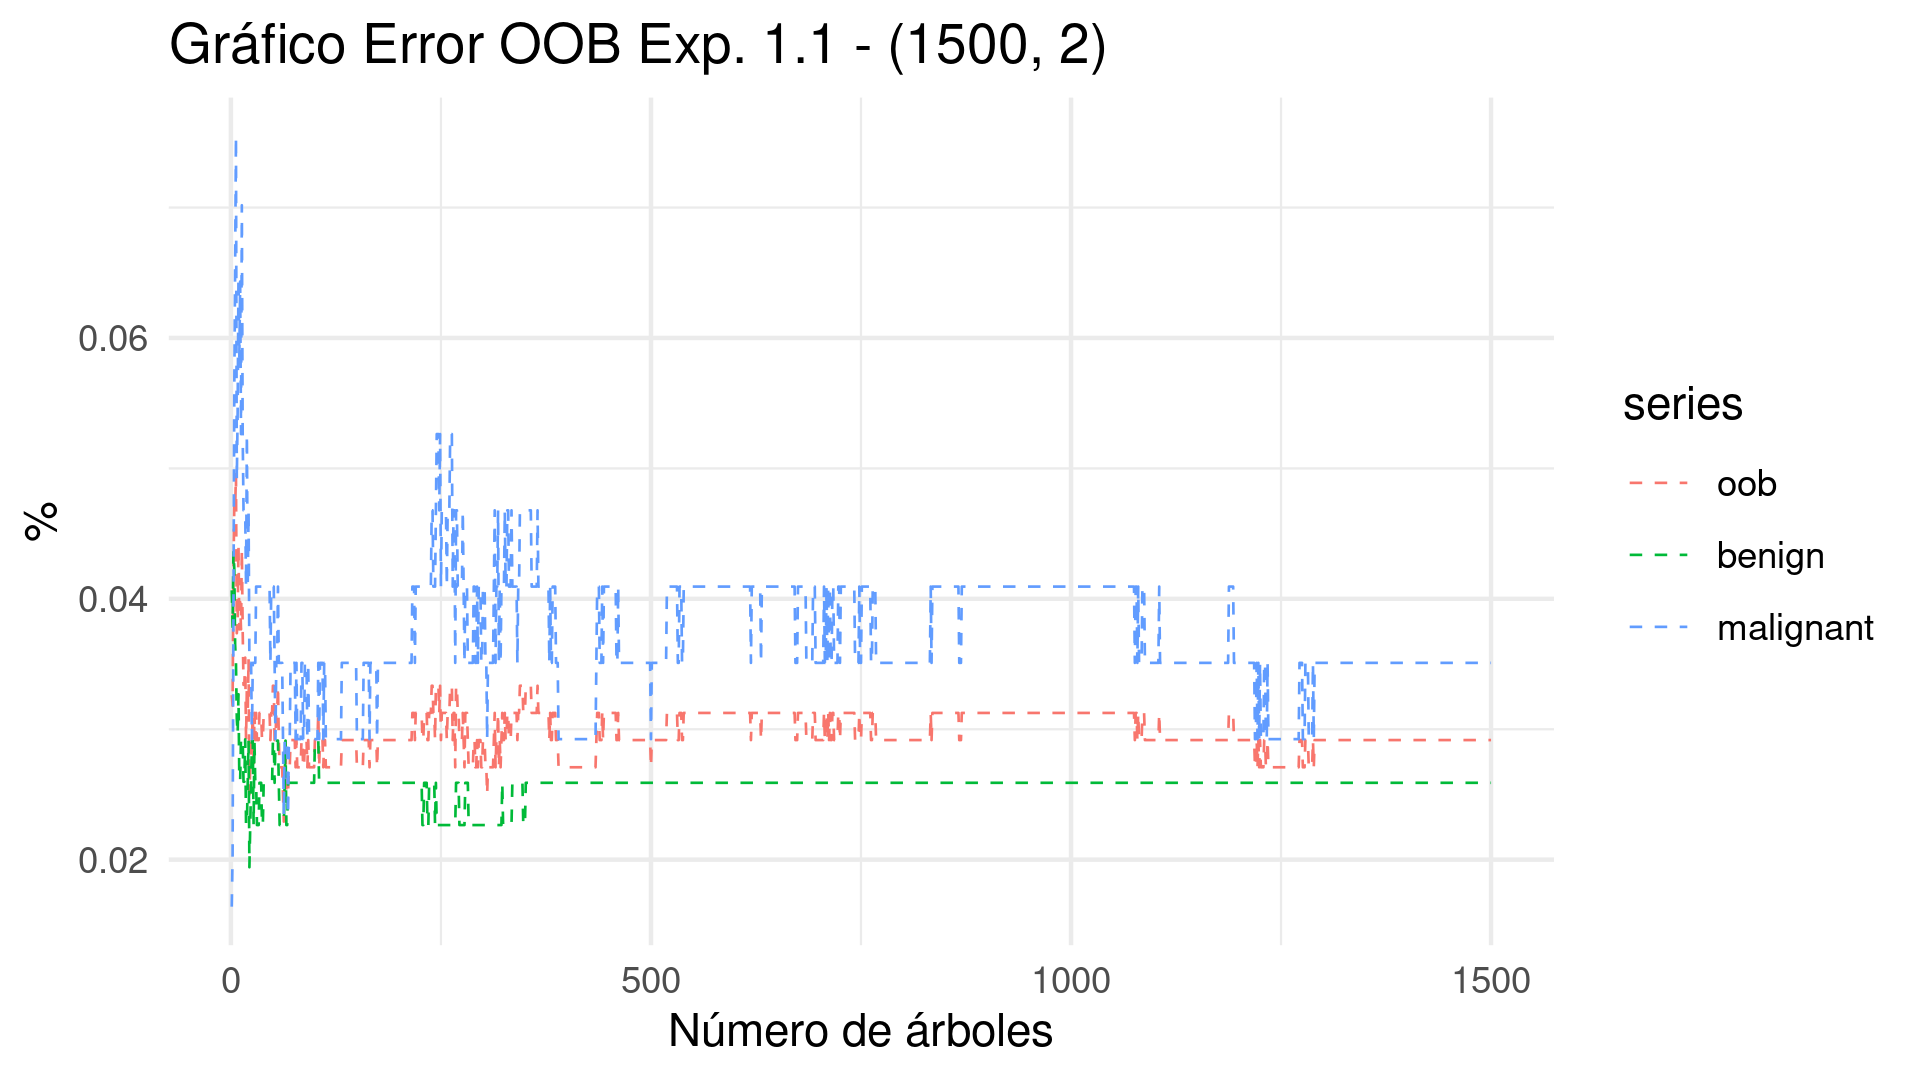 Gráfico Error OOB Exp. 1.1 - (1500, 2)
%
0.06
0.04
0.02
0 500 1000 1500
Número de árboles
series
oob
benign
malignant